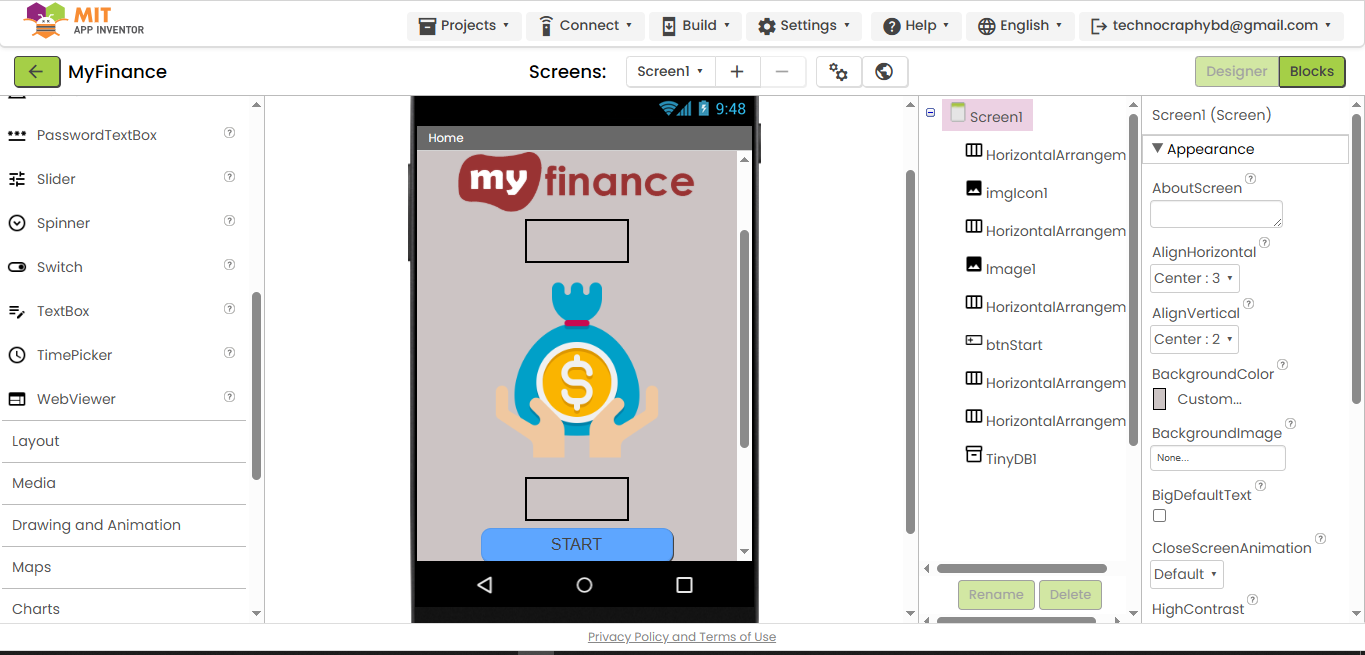 MIT
APP INVENTOR
Projects
Connect
Build
Settings
Help
English
technocraphybd@gmail.com
MyFinance
Screens:
Screen1
Designer
Blocks
PasswordTextBox
Slider
Spinner
Switch
TextBox
TimePicker
WebViewer
Layout
Media
Drawing and Animation
Maps
Charts
9:48
Home
my finance
$
START
Screen1
HorizontalArrangem
imgIcon1
HorizontalArrangem
Image1
HorizontalArrangem
btnStart
HorizontalArrangem
HorizontalArrangem
TinyDB1
Rename
Delete
Screen1 (Screen)
Appearance
AboutScreen
AlignHorizontal
Center : 3
AlignVertical
Center : 2
BackgroundColor
Custom...
BackgroundImage
None...
BigDefaultText
CloseScreenAnimation
Default
HighContrast
Privacy Policy and Terms of Use